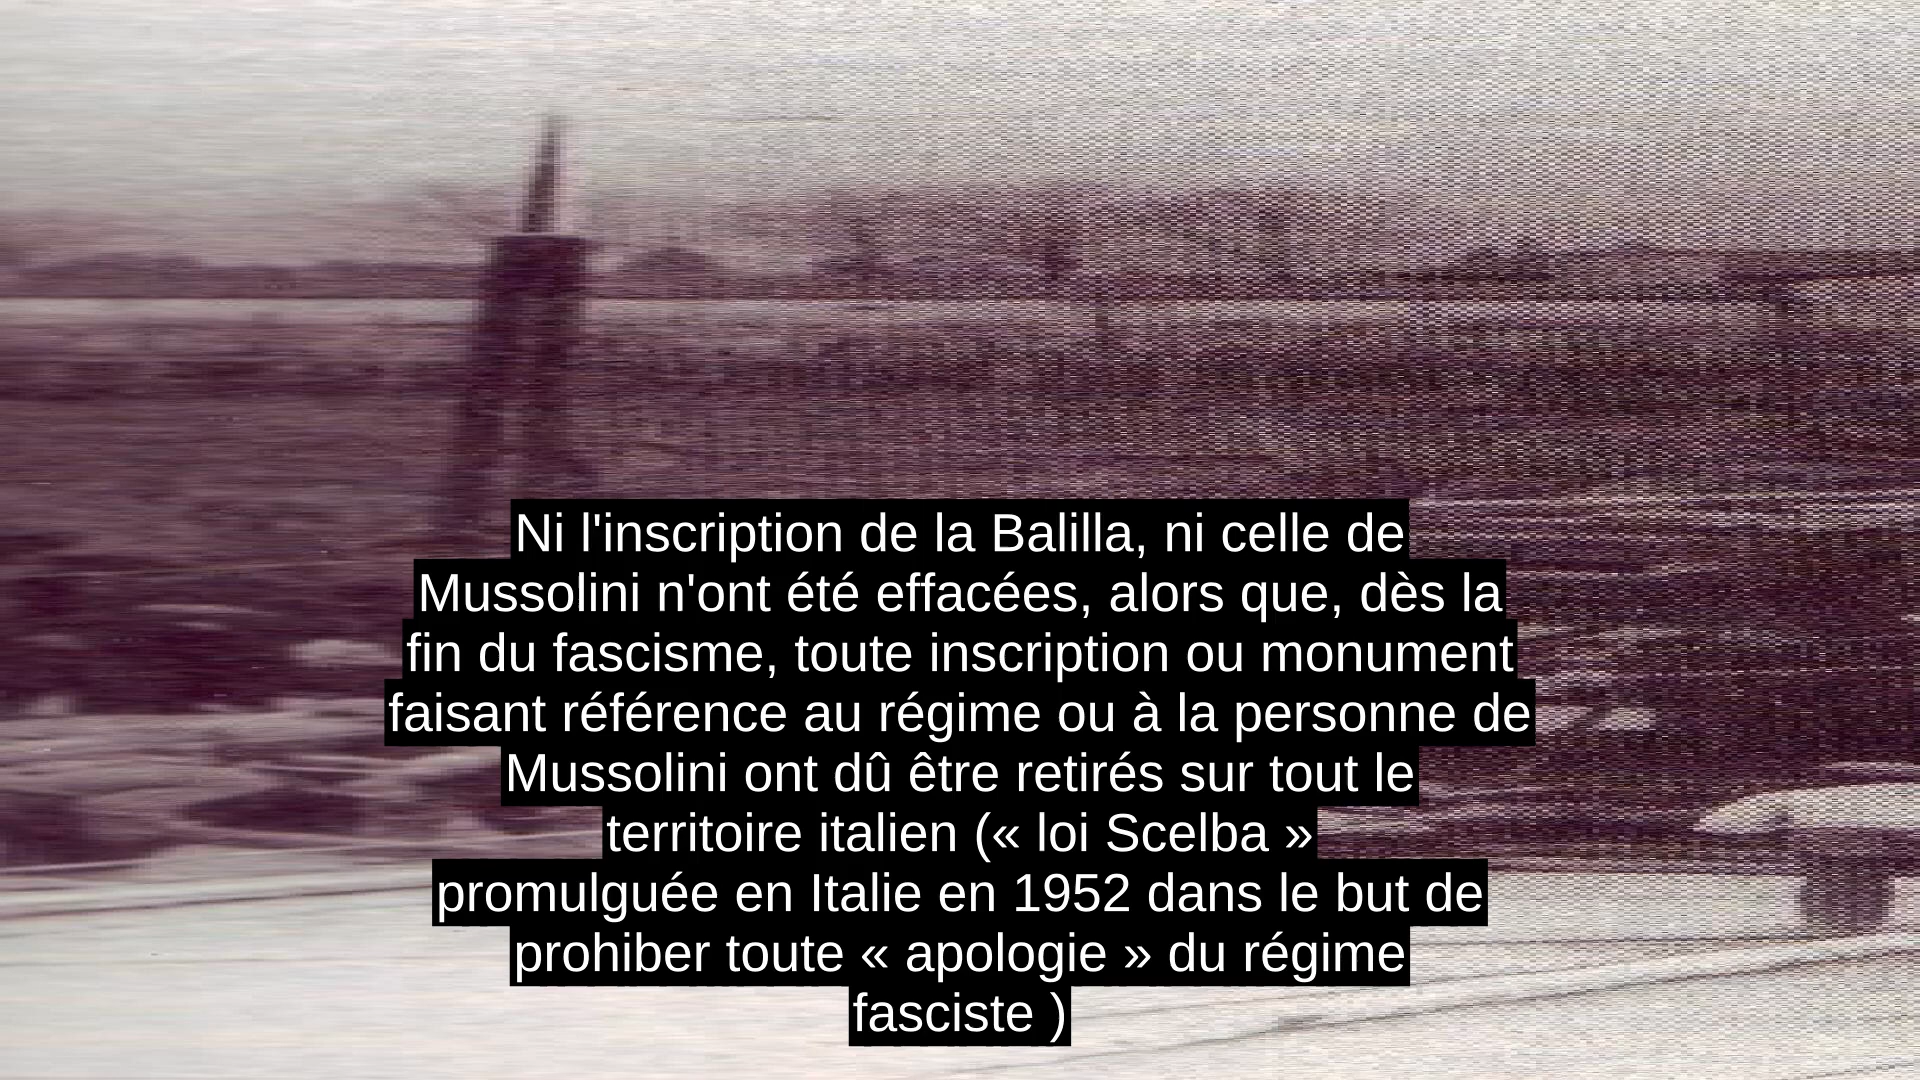 Ni l'inscription de la Balilla, ni celle de
Mussolini n'ont été effacées, alors que, dès la
fin du fascisme, toute inscription ou monument
faisant référence au régime ou à la personne de
Mussolini ont dû être retirés sur tout le
territoire italien (« loi Scelba »
promulguée en Italie en 1952 dans le but de
prohiber toute « apologie » du régime
fasciste )